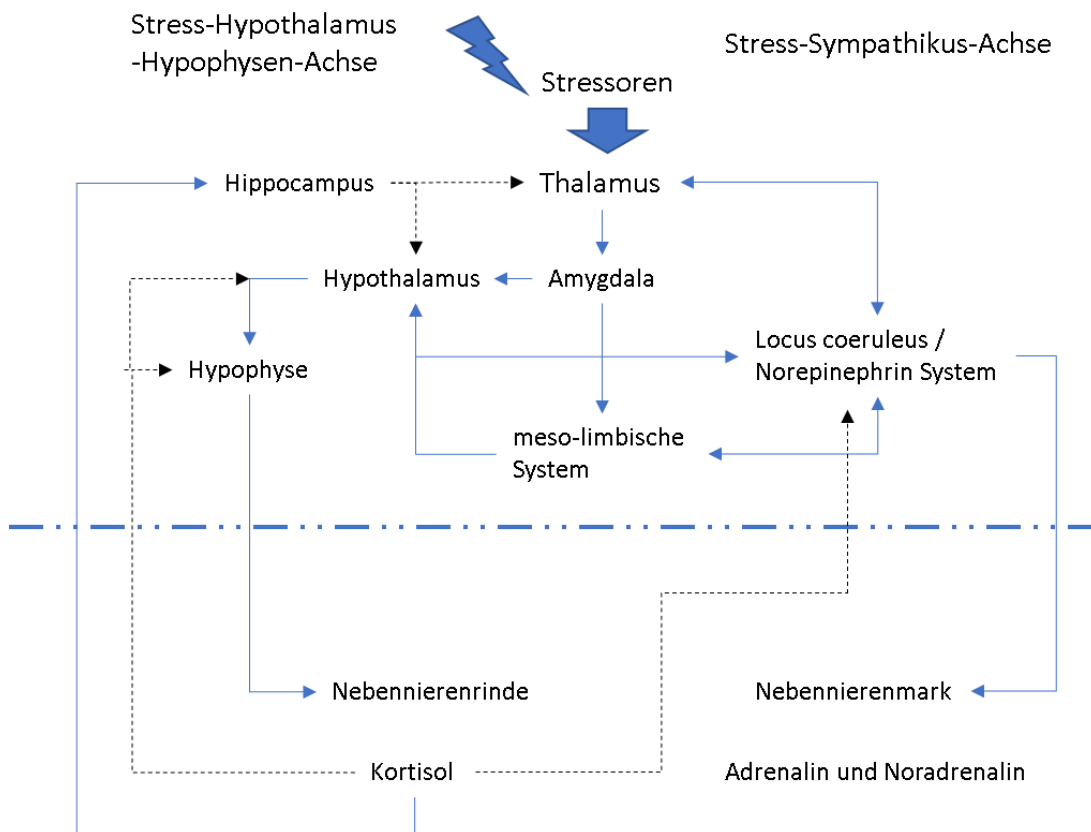 Stress-Hypothalamus
-Hypophysen-Achse
Stress-Sympathikus-Achse
Stressoren
Hippocampus
Thalamus
Hypothalamus
Amygdala
Locus coeruleus /
Norepinephrin System
Hypophyse
meso-limbische
System
Nebennierenrinde
Nebennierenmark
Kortisol
Adrenalin und Noradrenalin